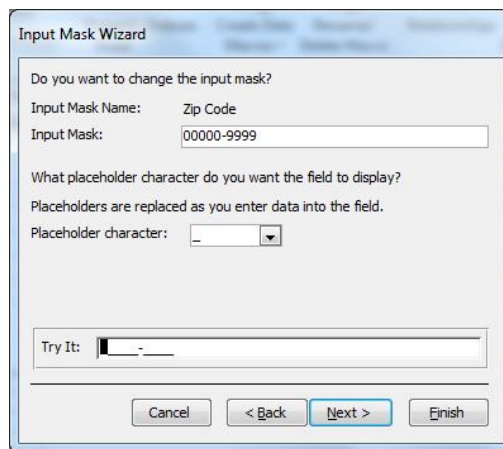 Input Mask Wizard
Do you want to change the input mask?
Input Mask Name: Zip Code
Input Mask: 00000-9999
What placeholder character do you want the field to display?
Placeholders are replaced as you enter data into the field.
Placeholder character: _
Try It: _____-____
Cancel < Back Next > Finish